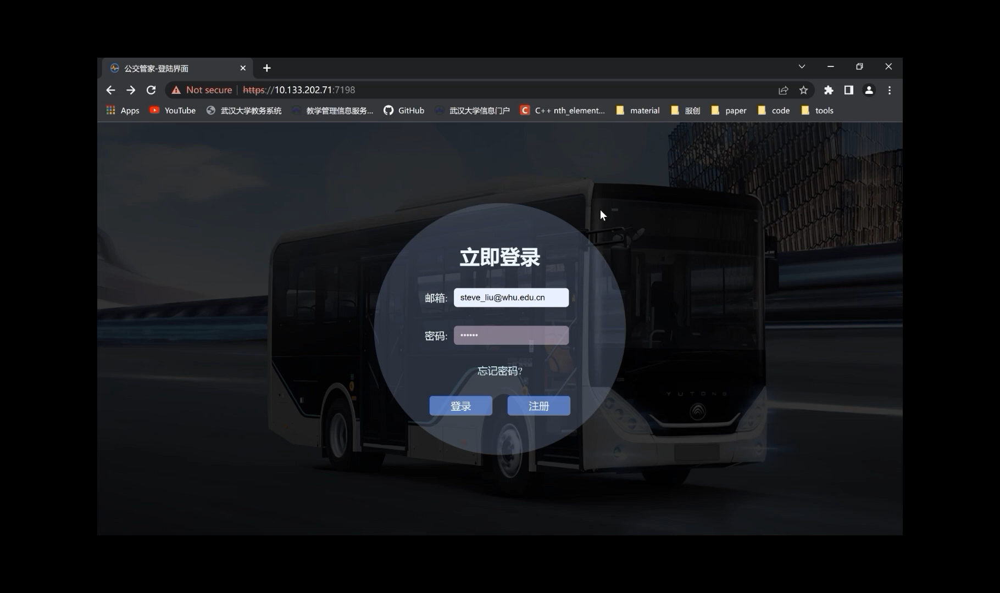 公交管家-登陆界面
Not secure https://10.133.202.71:7198
Apps YouTube 武汉大学教务系统 教学管理信息服务... GitHub 武汉大学信息门户 C++ nth_element... material 服创 paper code tools
立即登录
邮箱: steve_liu@whu.edu.cn
密码: ••••••
忘记密码?
YUTONG
登录 注册